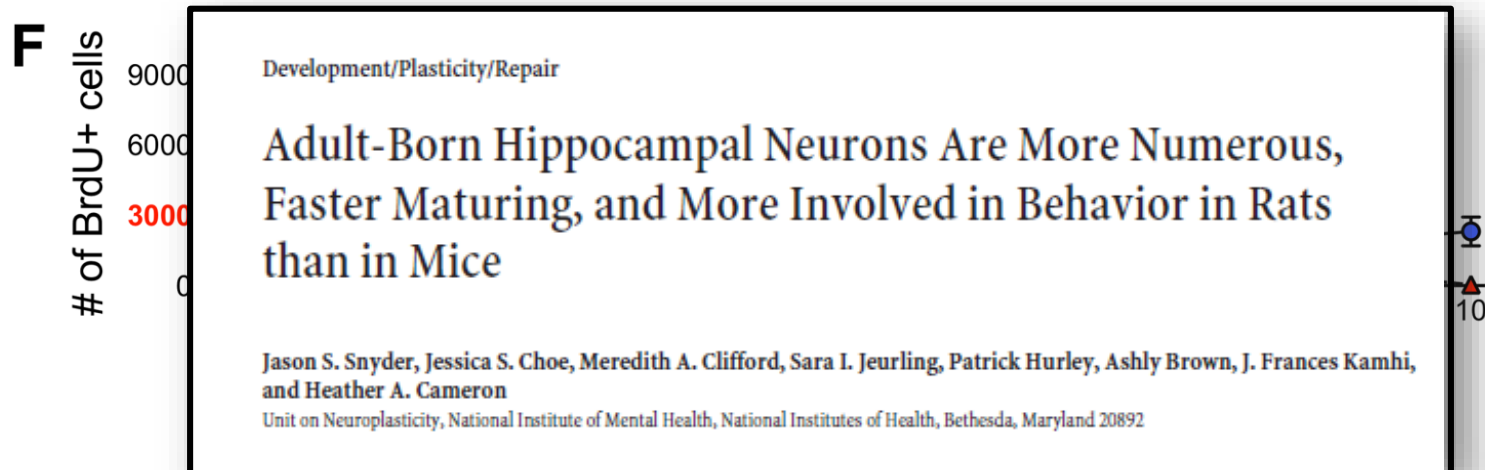 F
# of BrdU+ cells
9000
6000
3000
0
Development/Plasticity/Repair
Adult-Born Hippocampal Neurons Are More Numerous,
Faster Maturing, and More Involved in Behavior in Rats
than in Mice
Jason S. Snyder, Jessica S. Choe, Meredith A. Clifford, Sara I. Jeurling, Patrick Hurley, Ashly Brown, J. Frances Kamhi,
and Heather A. Cameron
Unit on Neuroplasticity, National Institute of Mental Health, National Institutes of Health, Bethesda, Maryland 20892
10